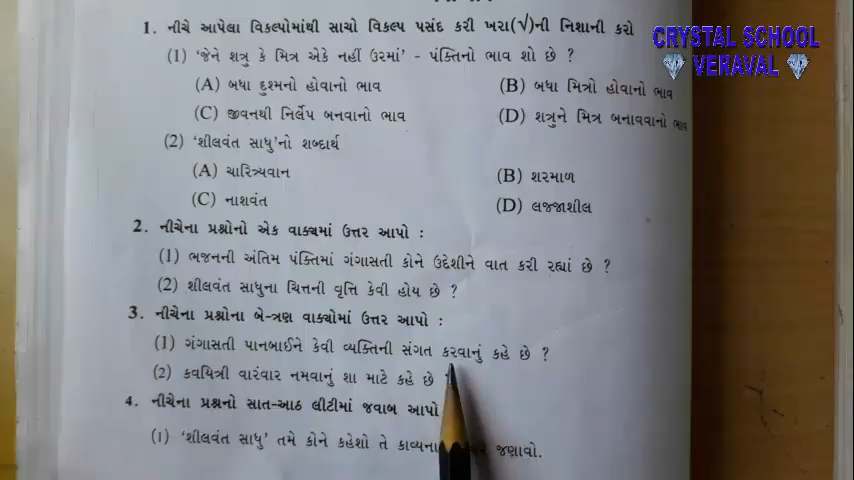 1. નીચે આપેલા વિકલ્પોમાંથી સાચો વિકલ્પ પસંદ કરી ખરા(√)ની નિશાની કરો
CRYSTAL SCHOOL
VERAVAL
(1) 'જેને શત્રુ કે મિત્ર એકે નહીં ઉરમાં' - પંક્તિનો ભાવ શો છે ?
(A) બધા દુશ્મનો હોવાનો ભાવ (B) બધા મિત્રો હોવાનો ભાવ
(C) જીવનથી નિર્લેપ બનવાનો ભાવ (D) શત્રુને મિત્ર બનાવવાનો ભાવ
(2) 'શીલવંત સાધુ'નો શબ્દાર્થ
(A) ચારિત્ર્યવાન (B) શરમાળ
(C) નાશવંત (D) લજ્જાશીલ
2. નીચેના પ્રશ્નોનો એક વાક્યમાં ઉત્તર આપો :
(1) ભજનની અંતિમ પંક્તિમાં ગંગાસતી કોને ઉદ્દેશીને વાત કરી રહ્યાં છે ?
(2) શીલવંત સાધુના ચિત્તની વૃત્તિ કેવી હોય છે ?
3. નીચેના પ્રશ્નોના બે-ત્રણ વાક્યોમાં ઉત્તર આપો :
(1) ગંગાસતી પાનબાઈને કેવી વ્યક્તિની સંગત કરવાનું કહે છે ?
(2) કવયિત્રી વારંવાર નમવાનું શા માટે કહે છે
4. નીચેના પ્રશ્નનો સાત-આઠ લીટીમાં જવાબ આપો
(1) 'શીલવંત સાધુ' તમે કોને કહેશો તે કાવ્યના જણાવો.